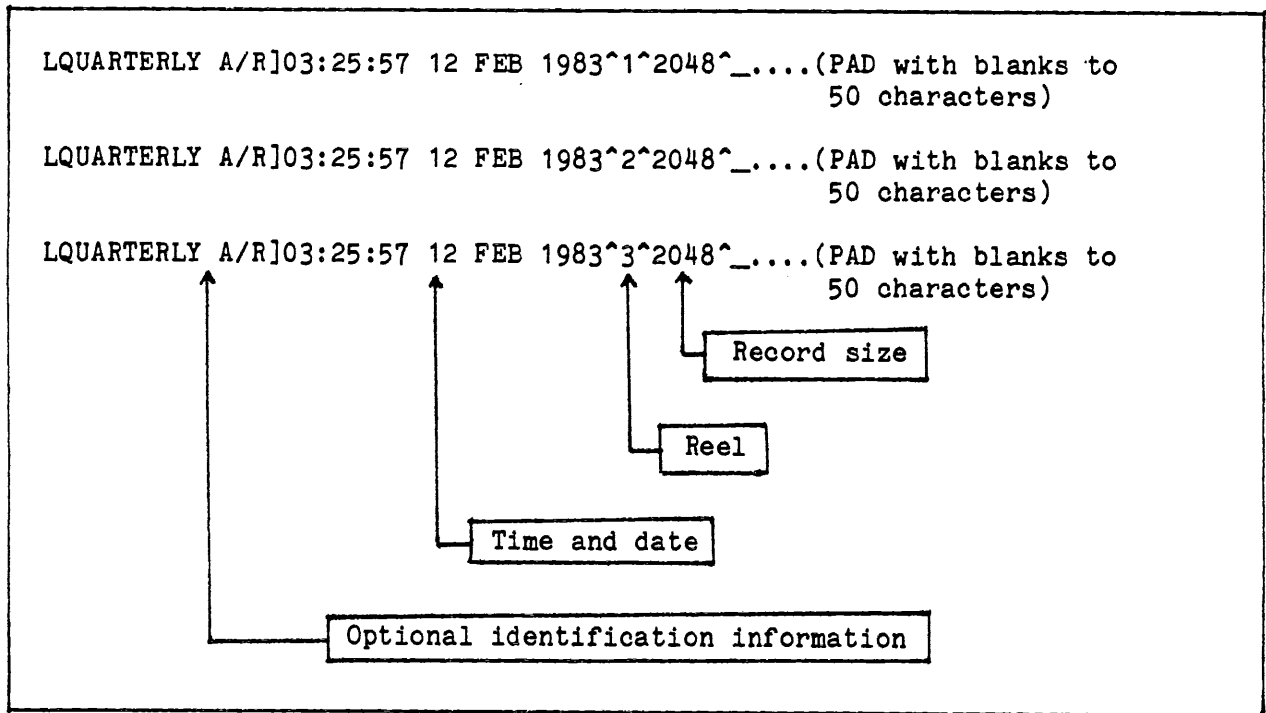 LQUARTERLY A/R]03:25:57 12 FEB 1983^1^2048^_....(PAD with blanks to
50 characters)
LQUARTERLY A/R]03:25:57 12 FEB 1983^2^2048^_....(PAD with blanks to
50 characters)
LQUARTERLY A/R]03:25:57 12 FEB 1983^3^2048^_....(PAD with blanks to
50 characters)
Record size
Reel
Time and date
Optional identification information